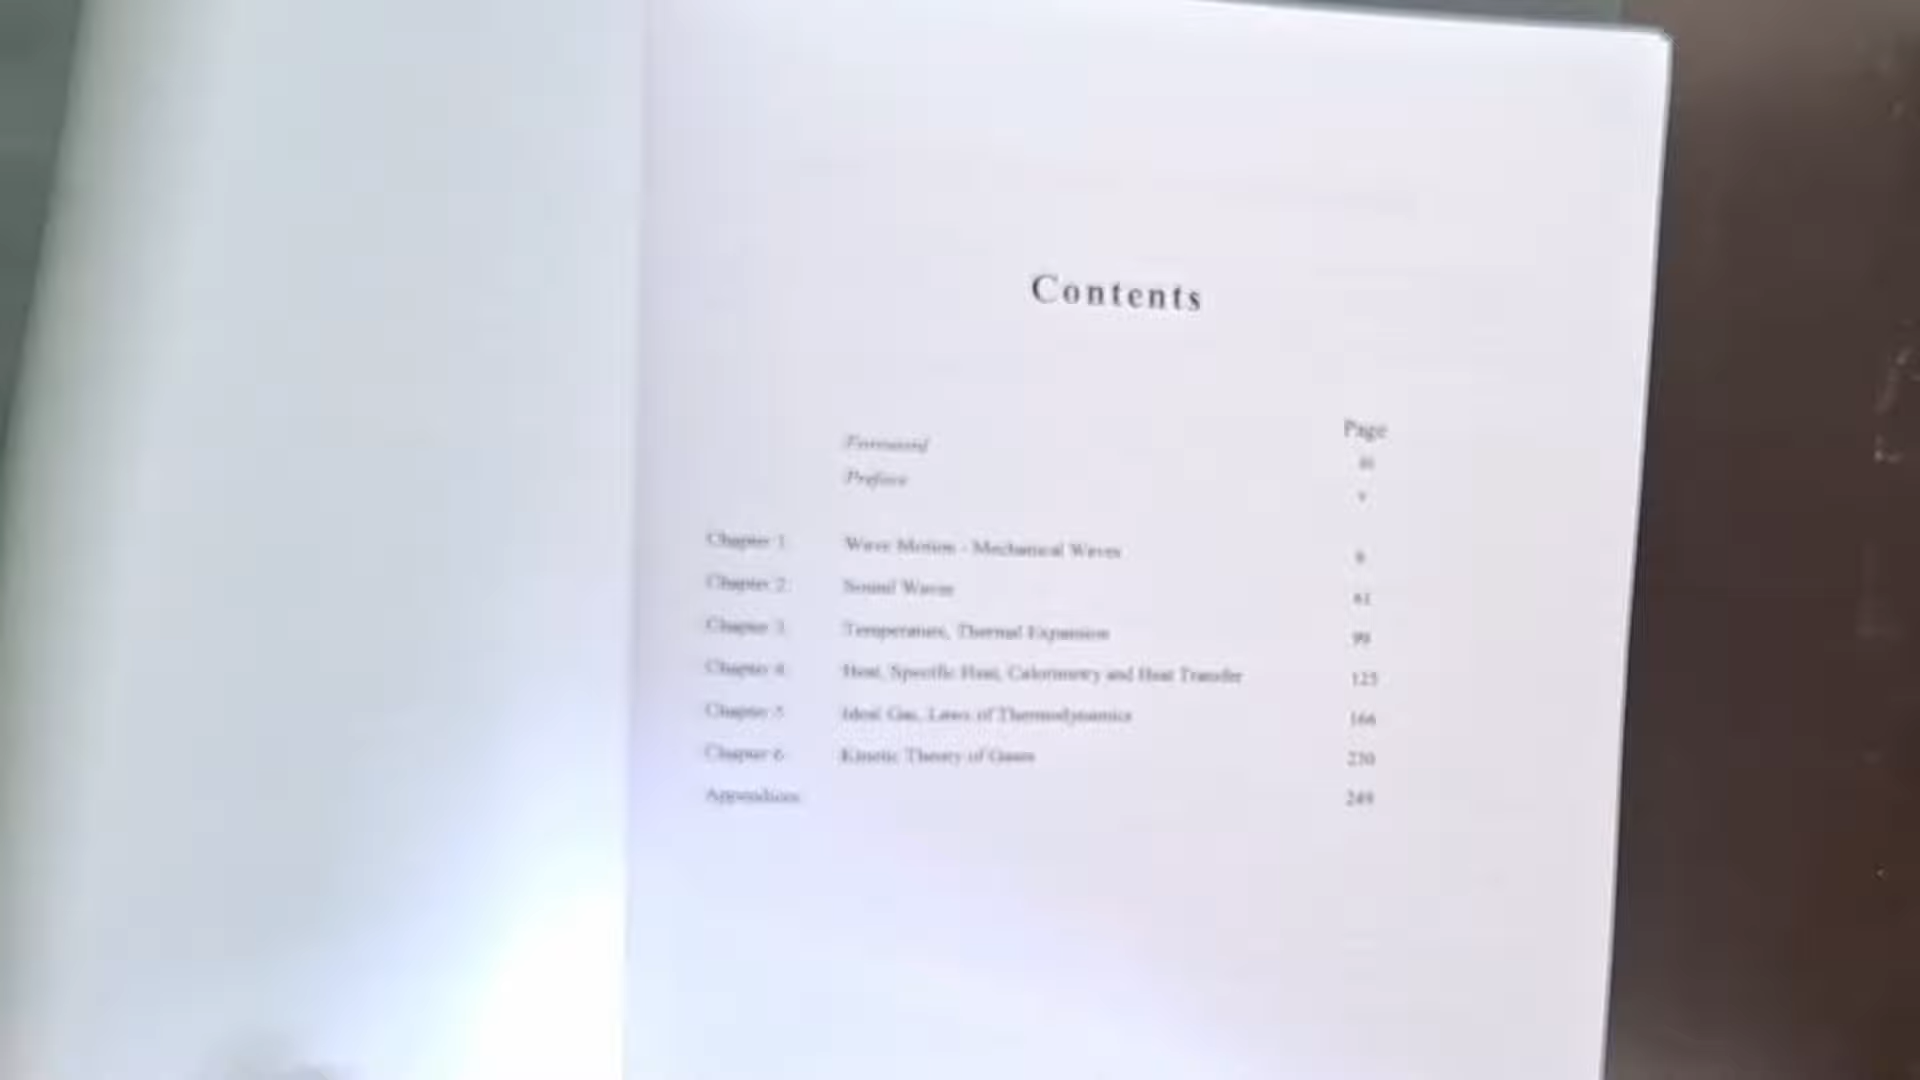 Contents
Page
Foreword iii
Preface v
Chapter 1: Wave Motion - Mechanical Waves
Chapter 2: Sound Waves 61
Chapter 3: Temperature, Thermal Expansion 99
Chapter 4: Heat, Specific Heat, Calorimetry and Heat Transfer 125
Chapter 5: Ideal Gas, Laws of Thermodynamics 166
Chapter 6: Kinetic Theory of Gases 230
Appendices 249